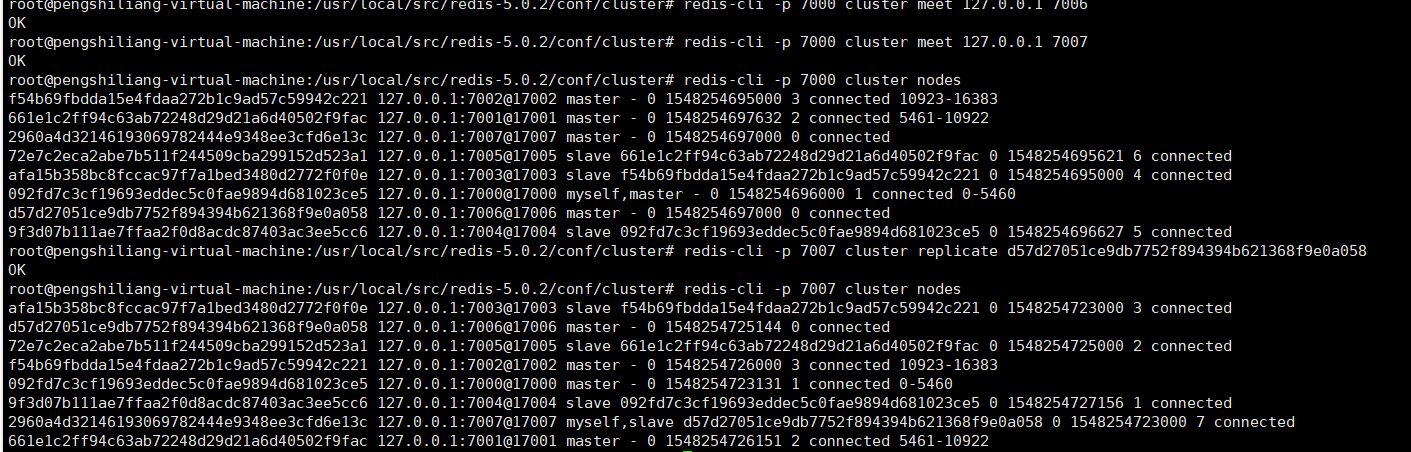 root@pengshiliang-virtual-machine:/usr/local/src/redis-5.0.2/conf/cluster# redis-cli -p 7000 cluster meet 127.0.0.1 7006
OK
root@pengshiliang-virtual-machine:/usr/local/src/redis-5.0.2/conf/cluster# redis-cli -p 7000 cluster meet 127.0.0.1 7007
OK
root@pengshiliang-virtual-machine:/usr/local/src/redis-5.0.2/conf/cluster# redis-cli -p 7000 cluster nodes
f54b69fbdda15e4fdaa272b1c9ad57c59942c221 127.0.0.1:7002@17002 master - 0 1548254695000 3 connected 10923-16383
661e1c2ff94c63ab72248d29d21a6d40502f9fac 127.0.0.1:7001@17001 master - 0 1548254697632 2 connected 5461-10922
2960a4d32146193069782444e9348ee3cfd6e13c 127.0.0.1:7007@17007 master - 0 1548254697000 0 connected
72e7c2eca2abe7b511f244509cba299152d523a1 127.0.0.1:7005@17005 slave 661e1c2ff94c63ab72248d29d21a6d40502f9fac 0 1548254695621 6 connected
afa15b358bc8fccac97f7a1bed3480d2772f0f0e 127.0.0.1:7003@17003 slave f54b69fbdda15e4fdaa272b1c9ad57c59942c221 0 1548254695000 4 connected
092fd7c3cf19693eddec5c0fae9894d681023ce5 127.0.0.1:7000@17000 myself,master - 0 1548254696000 1 connected 0-5460
d57d27051ce9db7752f894394b621368f9e0a058 127.0.0.1:7006@17006 master - 0 1548254697000 0 connected
9f3d07b111ae7ffaa2f0d8acdc87403ac3ee5cc6 127.0.0.1:7004@17004 slave 092fd7c3cf19693eddec5c0fae9894d681023ce5 0 1548254696627 5 connected
root@pengshiliang-virtual-machine:/usr/local/src/redis-5.0.2/conf/cluster# redis-cli -p 7007 cluster replicate d57d27051ce9db7752f894394b621368f9e0a058
OK
root@pengshiliang-virtual-machine:/usr/local/src/redis-5.0.2/conf/cluster# redis-cli -p 7007 cluster nodes
afa15b358bc8fccac97f7a1bed3480d2772f0f0e 127.0.0.1:7003@17003 slave f54b69fbdda15e4fdaa272b1c9ad57c59942c221 0 1548254723000 3 connected
d57d27051ce9db7752f894394b621368f9e0a058 127.0.0.1:7006@17006 master - 0 1548254725144 0 connected
72e7c2eca2abe7b511f244509cba299152d523a1 127.0.0.1:7005@17005 slave 661e1c2ff94c63ab72248d29d21a6d40502f9fac 0 1548254725000 2 connected
f54b69fbdda15e4fdaa272b1c9ad57c59942c221 127.0.0.1:7002@17002 master - 0 1548254726000 3 connected 10923-16383
092fd7c3cf19693eddec5c0fae9894d681023ce5 127.0.0.1:7000@17000 master - 0 1548254723131 1 connected 0-5460
9f3d07b111ae7ffaa2f0d8acdc87403ac3ee5cc6 127.0.0.1:7004@17004 slave 092fd7c3cf19693eddec5c0fae9894d681023ce5 0 1548254727156 1 connected
2960a4d32146193069782444e9348ee3cfd6e13c 127.0.0.1:7007@17007 myself,slave d57d27051ce9db7752f894394b621368f9e0a058 0 1548254723000 7 connected
661e1c2ff94c63ab72248d29d21a6d40502f9fac 127.0.0.1:7001@17001 master - 0 1548254726151 2 connected 5461-10922